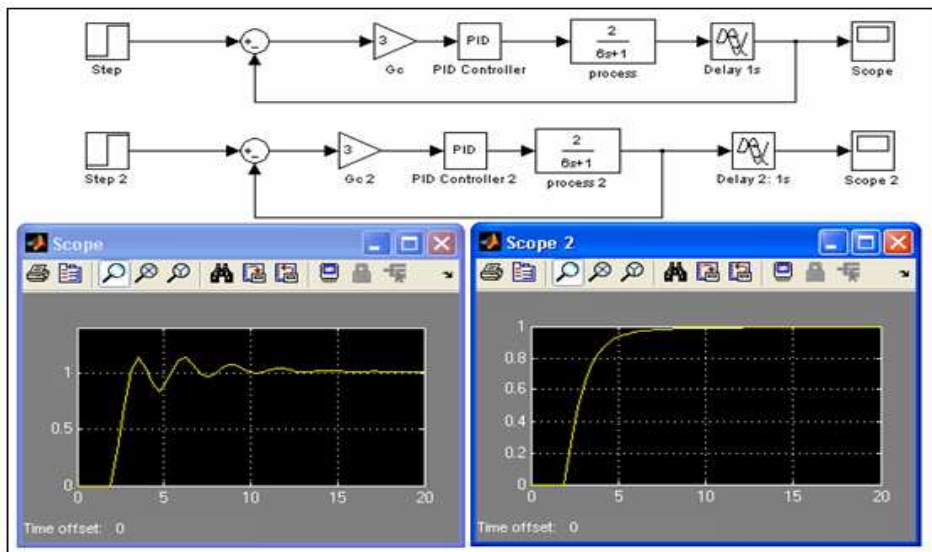 Step
+-
3
Gc
PID
PID Controller
2
6s+1
process
Delay 1s
Scope
Step 2
+-
3
Gc 2
PID
PID Controller 2
2
6s+1
process 2
Delay 2: 1s
Scope 2
Scope
1
0.5
0
0 5 10 15 20
Time offset: 0
Scope 2
1
0.8
0.6
0.4
0.2
0
0 5 10 15 20
Time offset: 0